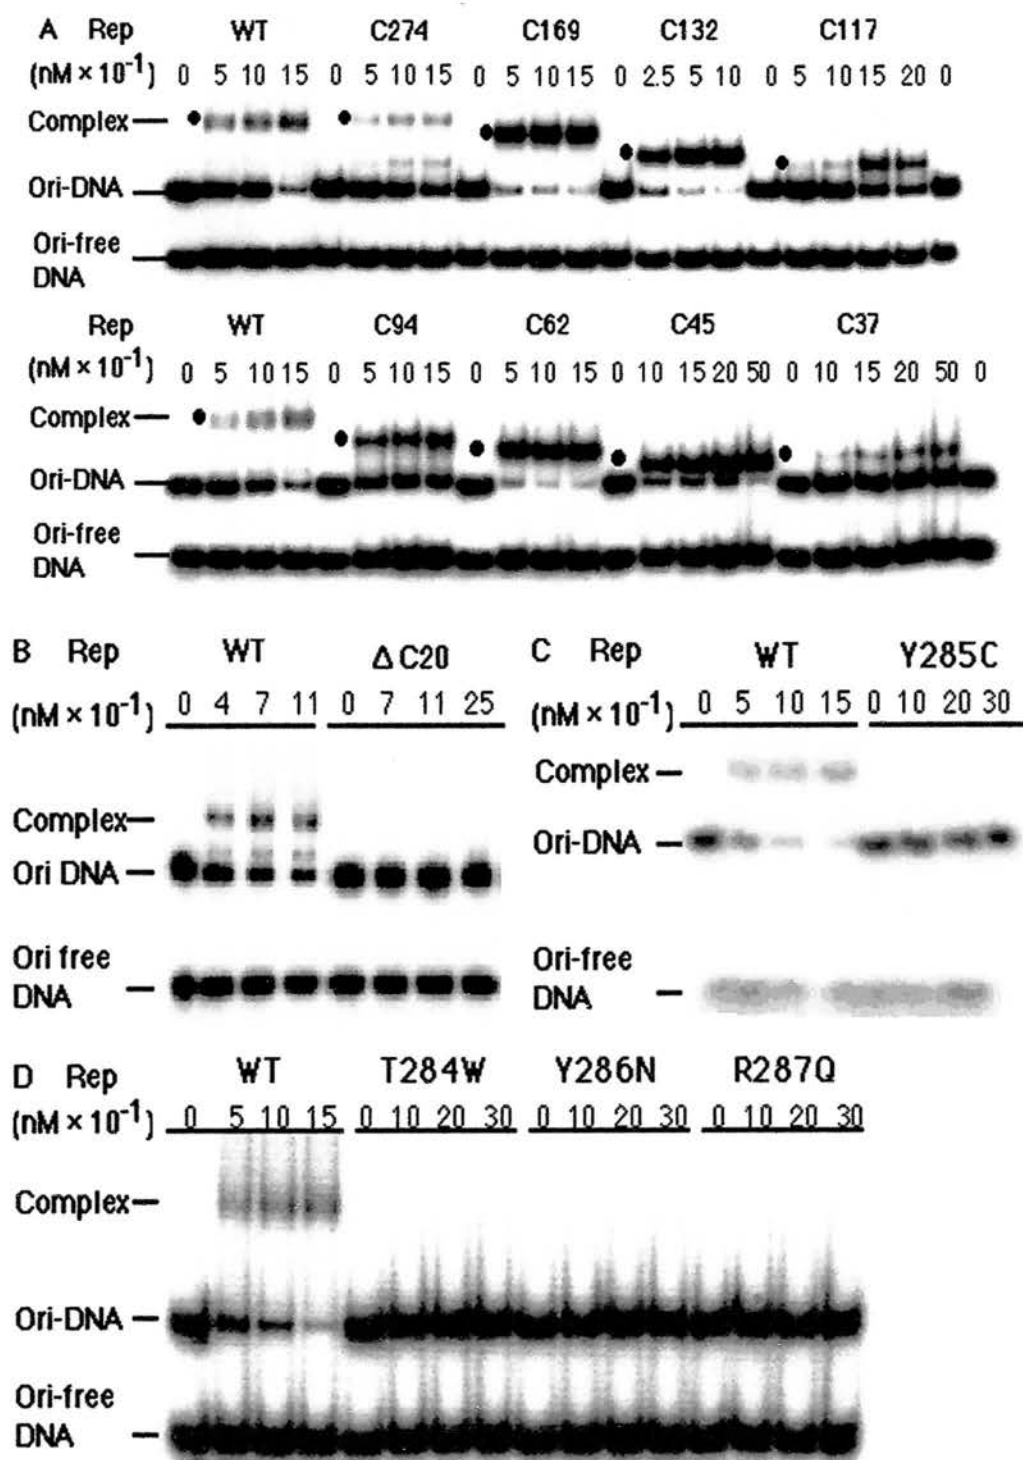 A Rep WT C274 C169 C132 C117
(nM × 10⁻¹) 0 5 10 15 0 5 10 15 0 5 10 15 0 2.5 5 10 0 5 10 15 20 0
Complex
Ori-DNA
Ori-free
DNA
Rep WT C94 C62 C45 C37
(nM × 10⁻¹) 0 5 10 15 0 5 10 15 0 5 10 15 0 10 15 20 50 0 10 15 20 50 0
Complex
Ori-DNA
Ori-free
DNA
B Rep WT Δ C20
(nM × 10⁻¹) 0 4 7 11 0 7 11 25
Complex
Ori DNA
Ori free
DNA
C Rep WT Y285C
(nM × 10⁻¹) 0 5 10 15 0 10 20 30
Complex
Ori-DNA
Ori-free
DNA
D Rep WT T284W Y286N R287Q
(nM × 10⁻¹) 0 5 10 15 0 10 20 30 0 10 20 30 0 10 20 30
Complex
Ori-DNA
Ori-free
DNA